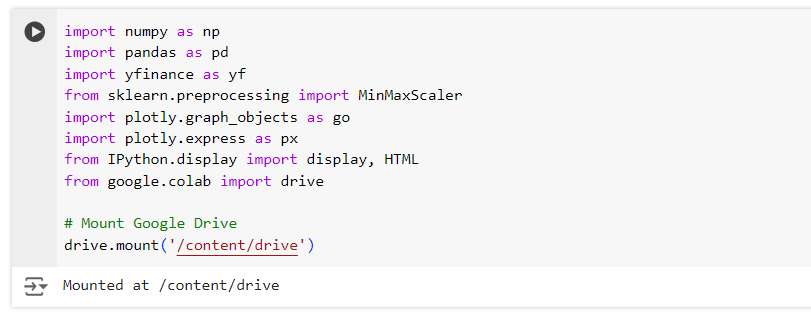 import numpy as np
import pandas as pd
import yfinance as yf
from sklearn.preprocessing import MinMaxScaler
import plotly.graph_objects as go
import plotly.express as px
from IPython.display import display, HTML
from google.colab import drive
# Mount Google Drive
drive.mount('/content/drive')
Mounted at /content/drive